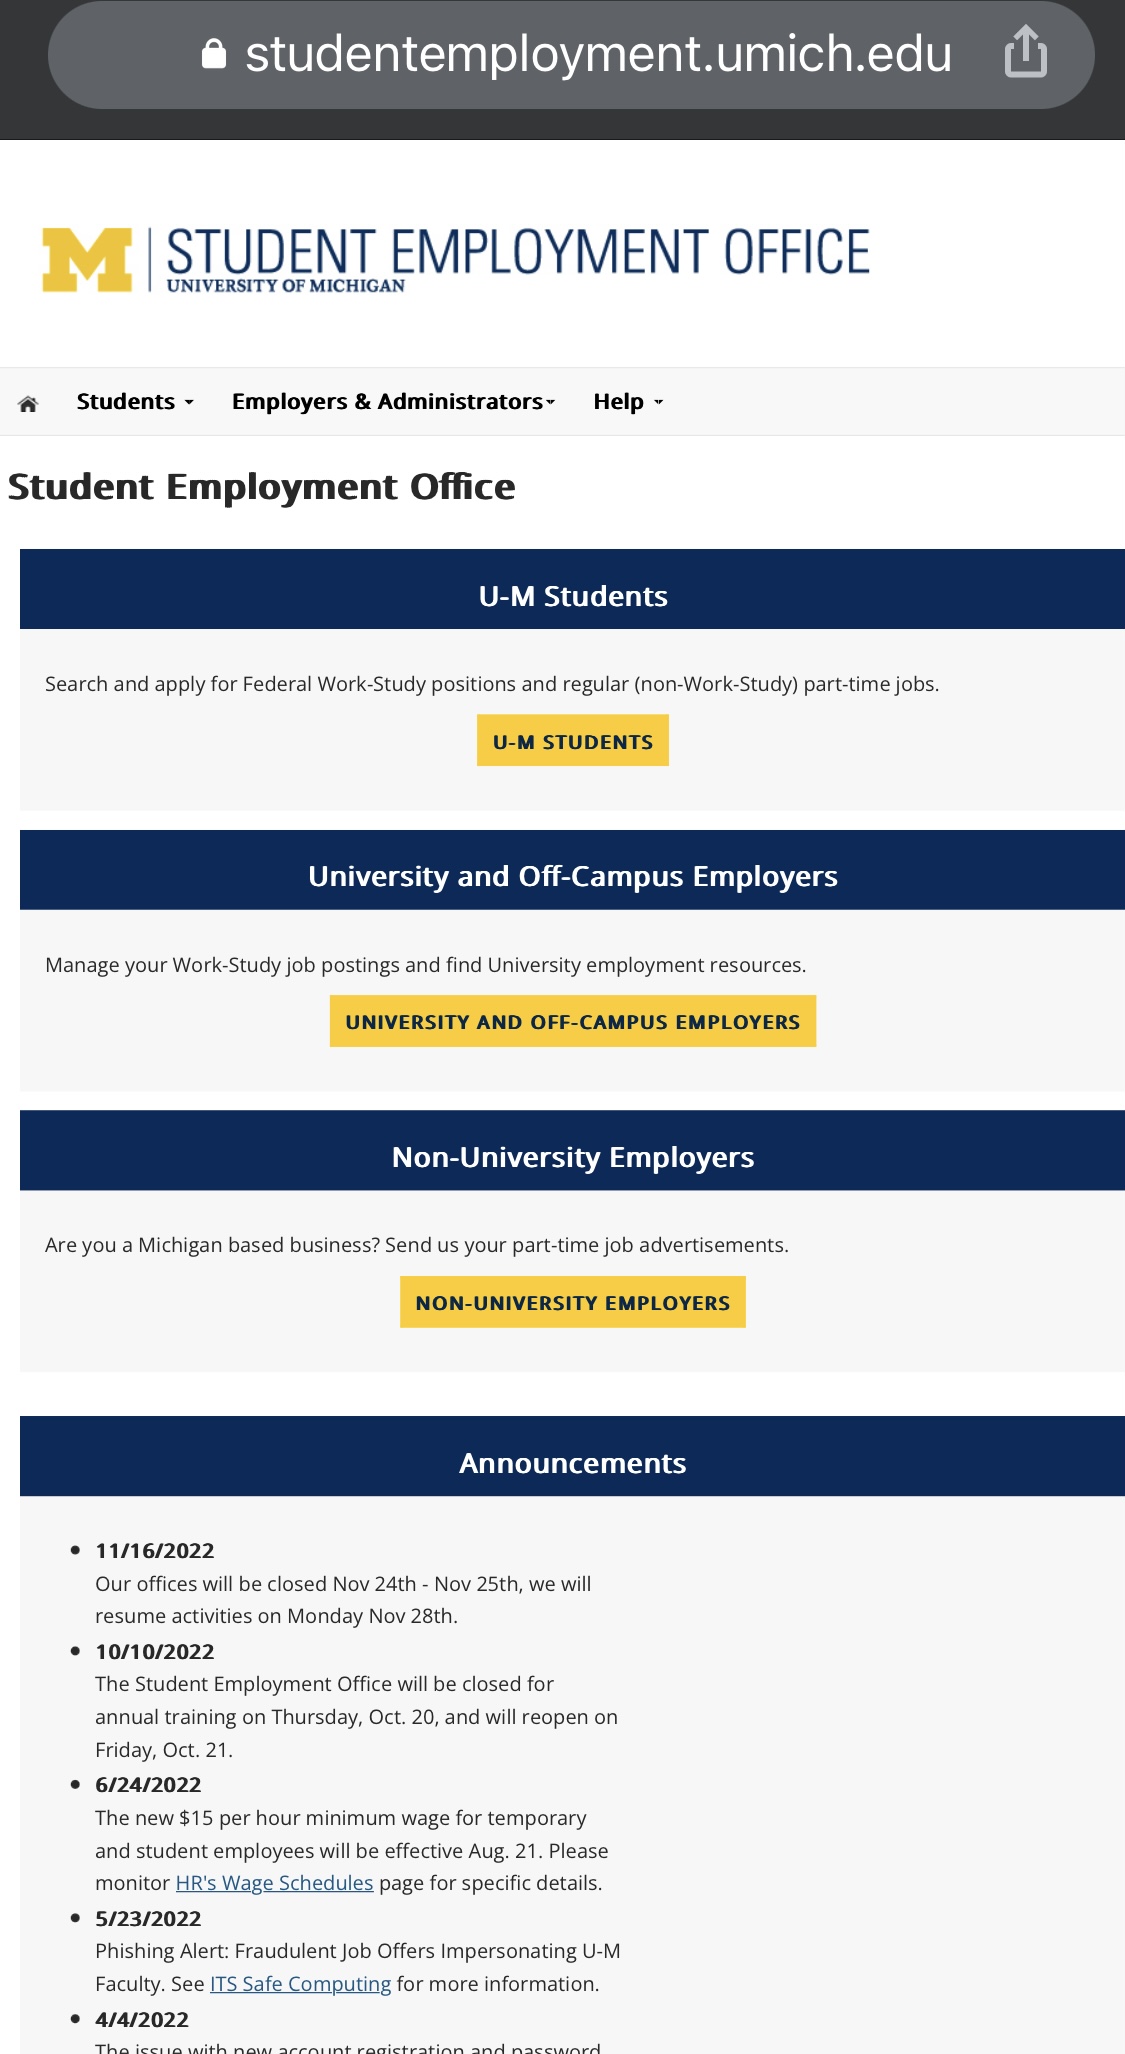 studentemployment.umich.edu
M STUDENT EMPLOYMENT OFFICE
UNIVERSITY OF MICHIGAN
Students Employers & Administrators Help
Student Employment Office
U-M Students
Search and apply for Federal Work-Study positions and regular (non-Work-Study) part-time jobs.
U-M STUDENTS
University and Off-Campus Employers
Manage your Work-Study job postings and find University employment resources.
UNIVERSITY AND OFF-CAMPUS EMPLOYERS
Non-University Employers
Are you a Michigan based business? Send us your part-time job advertisements.
NON-UNIVERSITY EMPLOYERS
Announcements
11/16/2022
Our offices will be closed Nov 24th - Nov 25th, we will
resume activities on Monday Nov 28th.
10/10/2022
The Student Employment Office will be closed for
annual training on Thursday, Oct. 20, and will reopen on
Friday, Oct. 21.
6/24/2022
The new $15 per hour minimum wage for temporary
and student employees will be effective Aug. 21. Please
monitor HR's Wage Schedules page for specific details.
5/23/2022
Phishing Alert: Fraudulent Job Offers Impersonating U-M
Faculty. See ITS Safe Computing for more information.
4/4/2022
The issue with new account registration and password